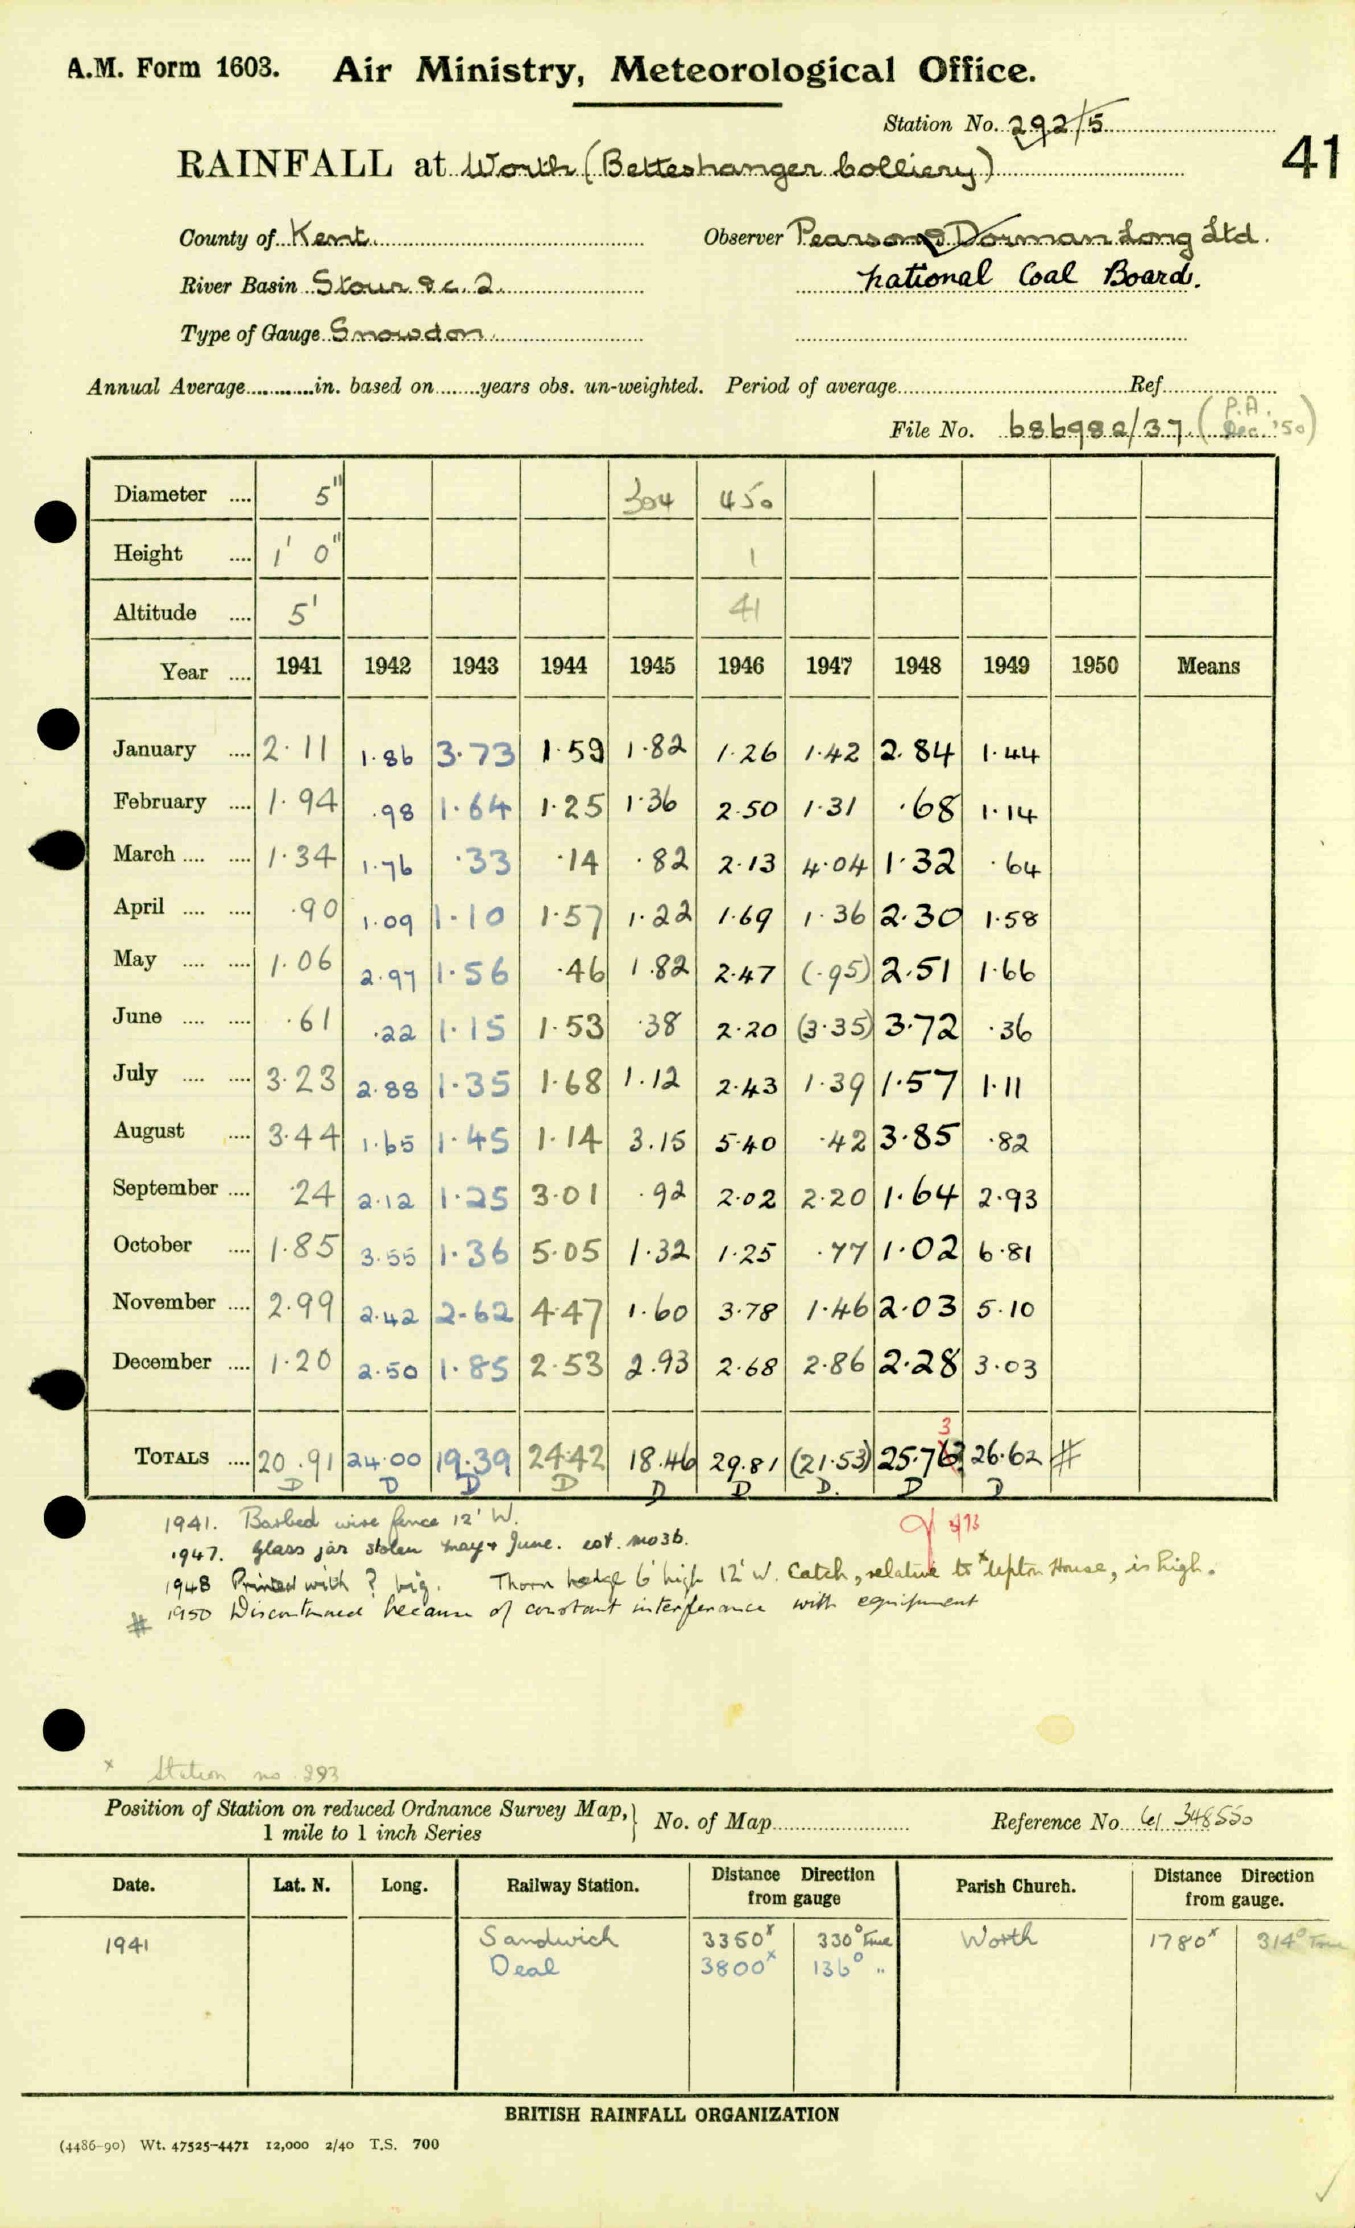 A.M. Form 1603. Air Ministry, Meteorological Office.
Station No. 292/5
41
RAINFALL at Worth (Betteshanger Colliery)
County of Kent Observer Pearson & Dorman Long Ltd.
River Basin Stour &c. 2. National Coal Board.
Type of Gauge Snowdon
Annual Average............in. based on........years obs. un-weighted. Period of average..............Ref..............
File No. 686982/37. (P.A. Dec. '50)
Diameter .... 5" 304 450
Height .... 1' 0" 1
Altitude .... 5' 41
Year .... 1941 1942 1943 1944 1945 1946 1947 1948 1949 1950 Means
January .... 2.11 1.86 3.73 1.59 1.82 1.26 1.42 2.84 1.44
February .... 1.94 .98 1.64 1.25 1.36 2.50 1.31 .68 1.14
March .... .... 1.34 1.76 .33 .14 .82 2.13 4.04 1.32 .64
April .... .... .90 1.09 1.10 1.57 1.22 1.69 1.36 2.30 1.58
May .... .... 1.06 2.97 1.56 .46 1.82 2.47 (.95) 2.51 1.66
June .... .... .61 .22 1.15 1.53 .38 2.20 (3.35) 3.72 .36
July .... .... 3.23 2.88 1.35 1.68 1.12 2.43 1.39 1.57 1.11
August .... 3.44 1.65 1.45 1.14 3.15 5.40 .42 3.85 .82
September .... .24 2.12 1.25 3.01 .92 2.02 2.20 1.64 2.93
October .... 1.85 3.55 1.36 5.05 1.32 1.25 .77 1.02 6.81
November .... 2.99 2.42 2.62 4.47 1.60 3.78 1.46 2.03 5.10
December .... 1.20 2.50 1.85 2.53 2.93 2.68 2.86 2.28 3.03
3
TOTALS .... 20.91 24.00 19.39 24.42 18.46 29.81 (21.53) 25.76? 26.62 #
D D D D D D D. D D
1941. Barbed wire fence 12' W.
1947. Glass jar stolen May & June. est. mo3b.
1948 Printed with ? big. Thorn hedge 6' high 12' W. Catch, relative to x Upton House, is high.
# 1950 Discontinued because of constant interference with equipment
x Station no. 293
Position of Station on reduced Ordnance Survey Map,
1 mile to 1 inch Series
No. of Map.............. Reference No. 61 348550
Date. Lat. N. Long. Railway Station. Distance Direction from gauge Parish Church. Distance Direction from gauge.
1941 Sandwich 3350x 330° True Worth 1780x 314° True
Deal 3800x 136° "
BRITISH RAINFALL ORGANIZATION
(4486-90) Wt. 47525-4471 12,000 2/40 T.S. 700